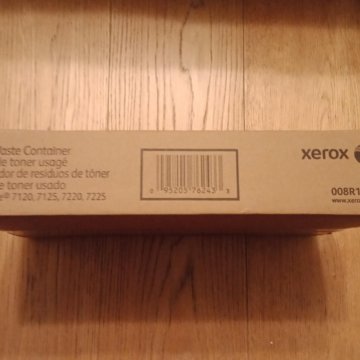 aste Container
de toner usagé
dor de residuos de tóner
de toner usado
e® 7120, 7125, 7220, 7225
xerox
008R1
www.xero